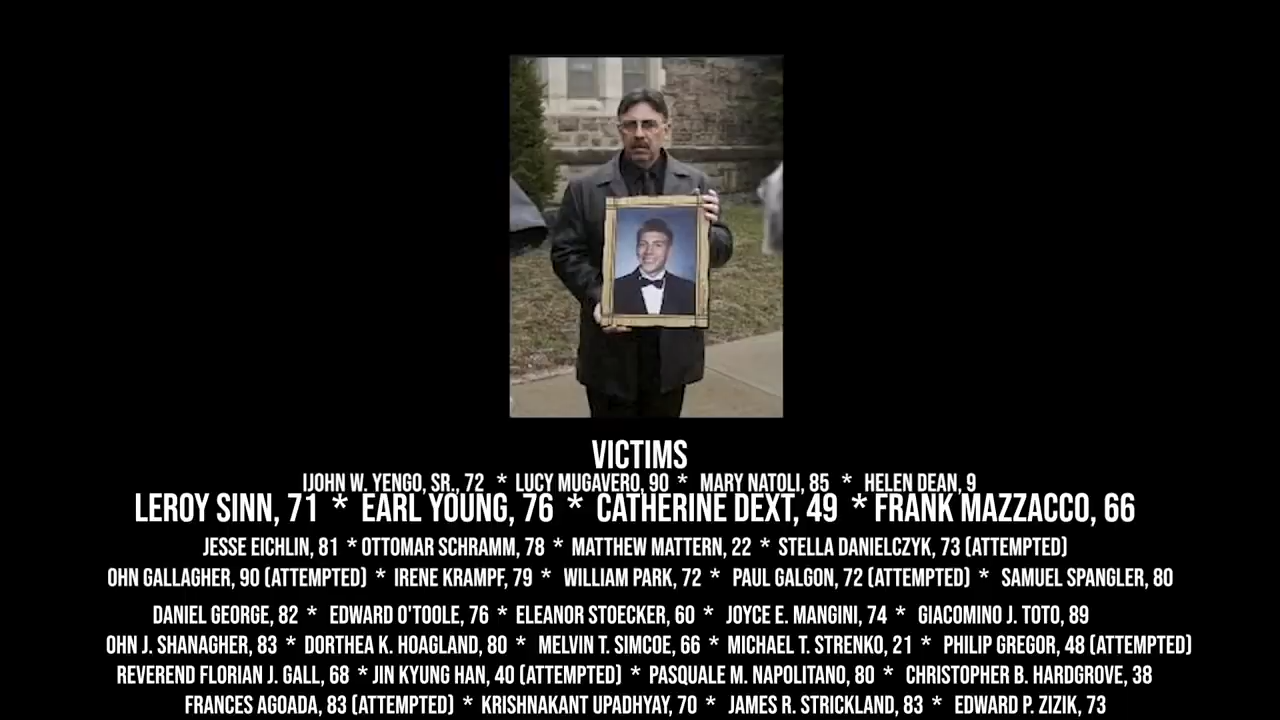 VICTIMS
IJOHN W. YENGO, SR., 72 * LUCY MUGAVERO, 90 * MARY NATOLI, 85 * HELEN DEAN, 9
LEROY SINN, 71 * EARL YOUNG, 76 * CATHERINE DEXT, 49 * FRANK MAZZACCO, 66
JESSE EICHLIN, 81 * OTTOMAR SCHRAMM, 78 * MATTHEW MATTERN, 22 * STELLA DANIELCZYK, 73 (ATTEMPTED)
OHN GALLAGHER, 90 (ATTEMPTED) * IRENE KRAMPF, 79 * WILLIAM PARK, 72 * PAUL GALGON, 72 (ATTEMPTED) * SAMUEL SPANGLER, 80
DANIEL GEORGE, 82 * EDWARD O'TOOLE, 76 * ELEANOR STOECKER, 60 * JOYCE E. MANGINI, 74 * GIACOMINO J. TOTO, 89
OHN J. SHANAGHER, 83 * DORTHEA K. HOAGLAND, 80 * MELVIN T. SIMCOE, 66 * MICHAEL T. STRENKO, 21 * PHILIP GREGOR, 48 (ATTEMPTED)
REVEREND FLORIAN J. GALL, 68 * JIN KYUNG HAN, 40 (ATTEMPTED) * PASQUALE M. NAPOLITANO, 80 * CHRISTOPHER B. HARDGROVE, 38
FRANCES AGOADA, 83 (ATTEMPTED) * KRISHNAKANT UPADHYAY, 70 * JAMES R. STRICKLAND, 83 * EDWARD P. ZIZIK, 73